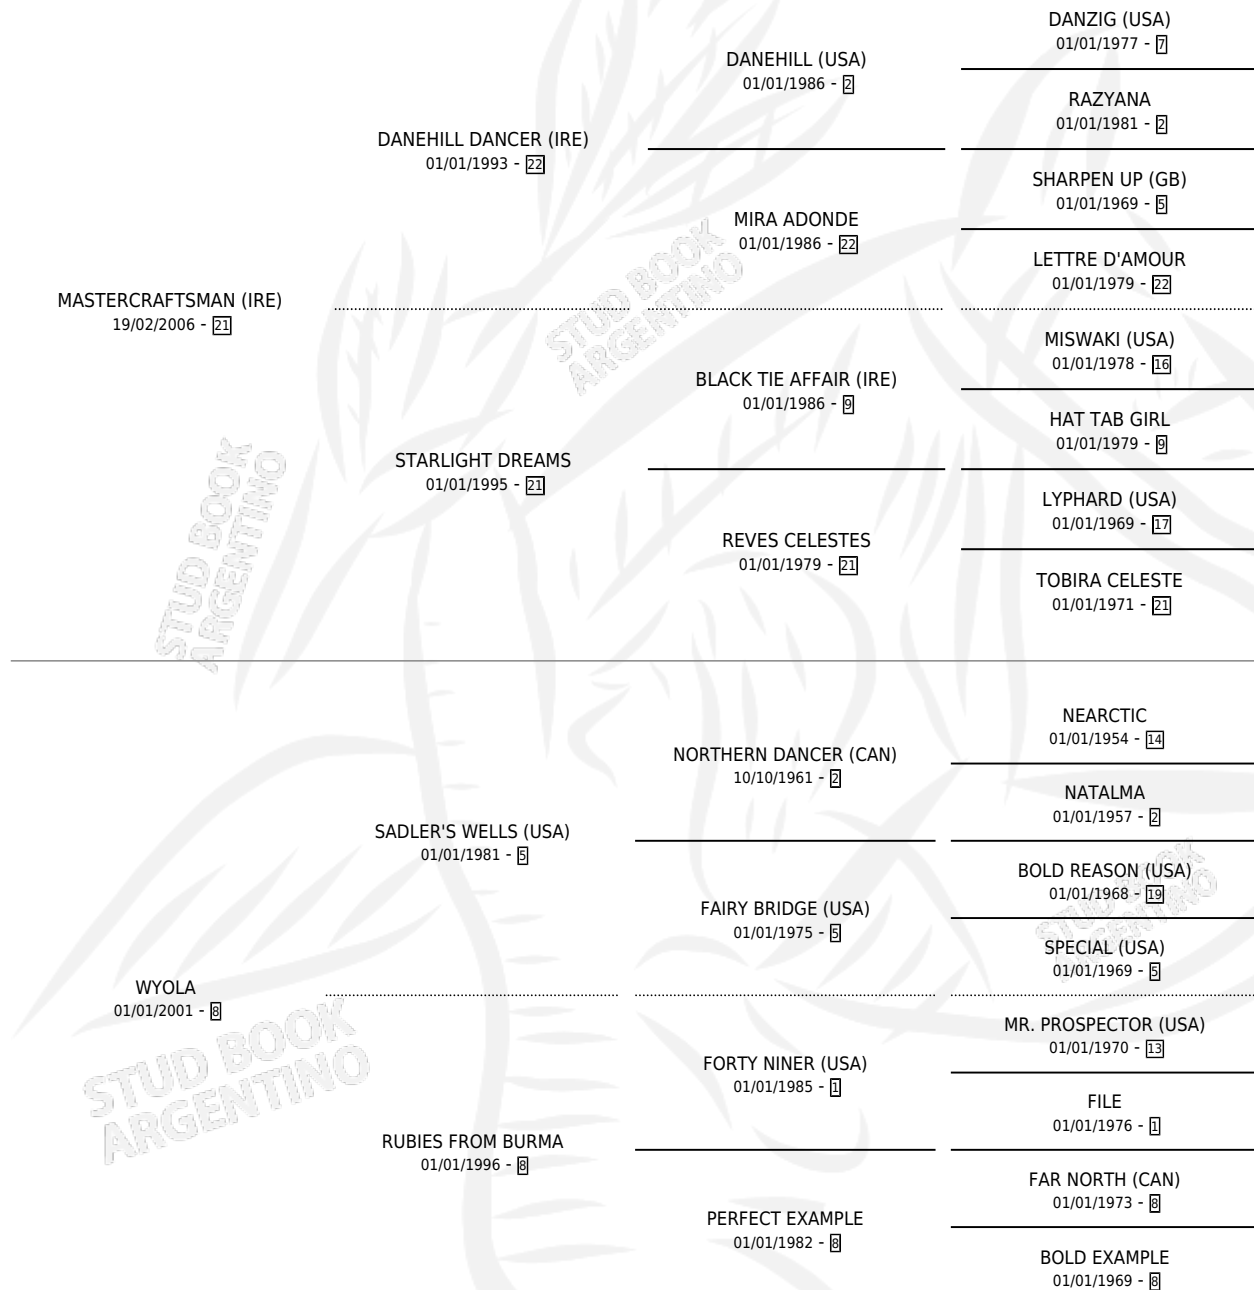 DANZIG (USA)
01/01/1977 - 7
DANEHILL (USA)
01/01/1986 - 2
RAZYANA
01/01/1981 - 2
DANEHILL DANCER (IRE)
01/01/1993 - 22
SHARPEN UP (GB)
01/01/1969 - 5
MIRA ADONDE
01/01/1986 - 22
LETTRE D'AMOUR
01/01/1979 - 22
MASTERCRAFTSMAN (IRE)
19/02/2006 - 21
MISWAKI (USA)
01/01/1978 - 16
BLACK TIE AFFAIR (IRE)
01/01/1986 - 9
HAT TAB GIRL
01/01/1979 - 9
STARLIGHT DREAMS
01/01/1995 - 21
LYPHARD (USA)
01/01/1969 - 17
REVES CELESTES
01/01/1979 - 21
TOBIRA CELESTE
01/01/1971 - 21
NEARCTIC
01/01/1954 - 14
NORTHERN DANCER (CAN)
10/10/1961 - 2
NATALMA
01/01/1957 - 2
SADLER'S WELLS (USA)
01/01/1981 - 5
BOLD REASON (USA)
01/01/1968 - 19
FAIRY BRIDGE (USA)
01/01/1975 - 5
SPECIAL (USA)
01/01/1969 - 5
WYOLA
01/01/2001 - 8
MR. PROSPECTOR (USA)
01/01/1970 - 13
FORTY NINER (USA)
01/01/1985 - 1
FILE
01/01/1976 - 1
RUBIES FROM BURMA
01/01/1996 - 8
FAR NORTH (CAN)
01/01/1973 - 8
PERFECT EXAMPLE
01/01/1982 - 8
BOLD EXAMPLE
01/01/1969 - 8
STUD BOOK
ARGENTINO
STUD BOOK
ARGENTINO
STUD BOOK
ARGENTINO
STUD BOOK
ARGENTINO